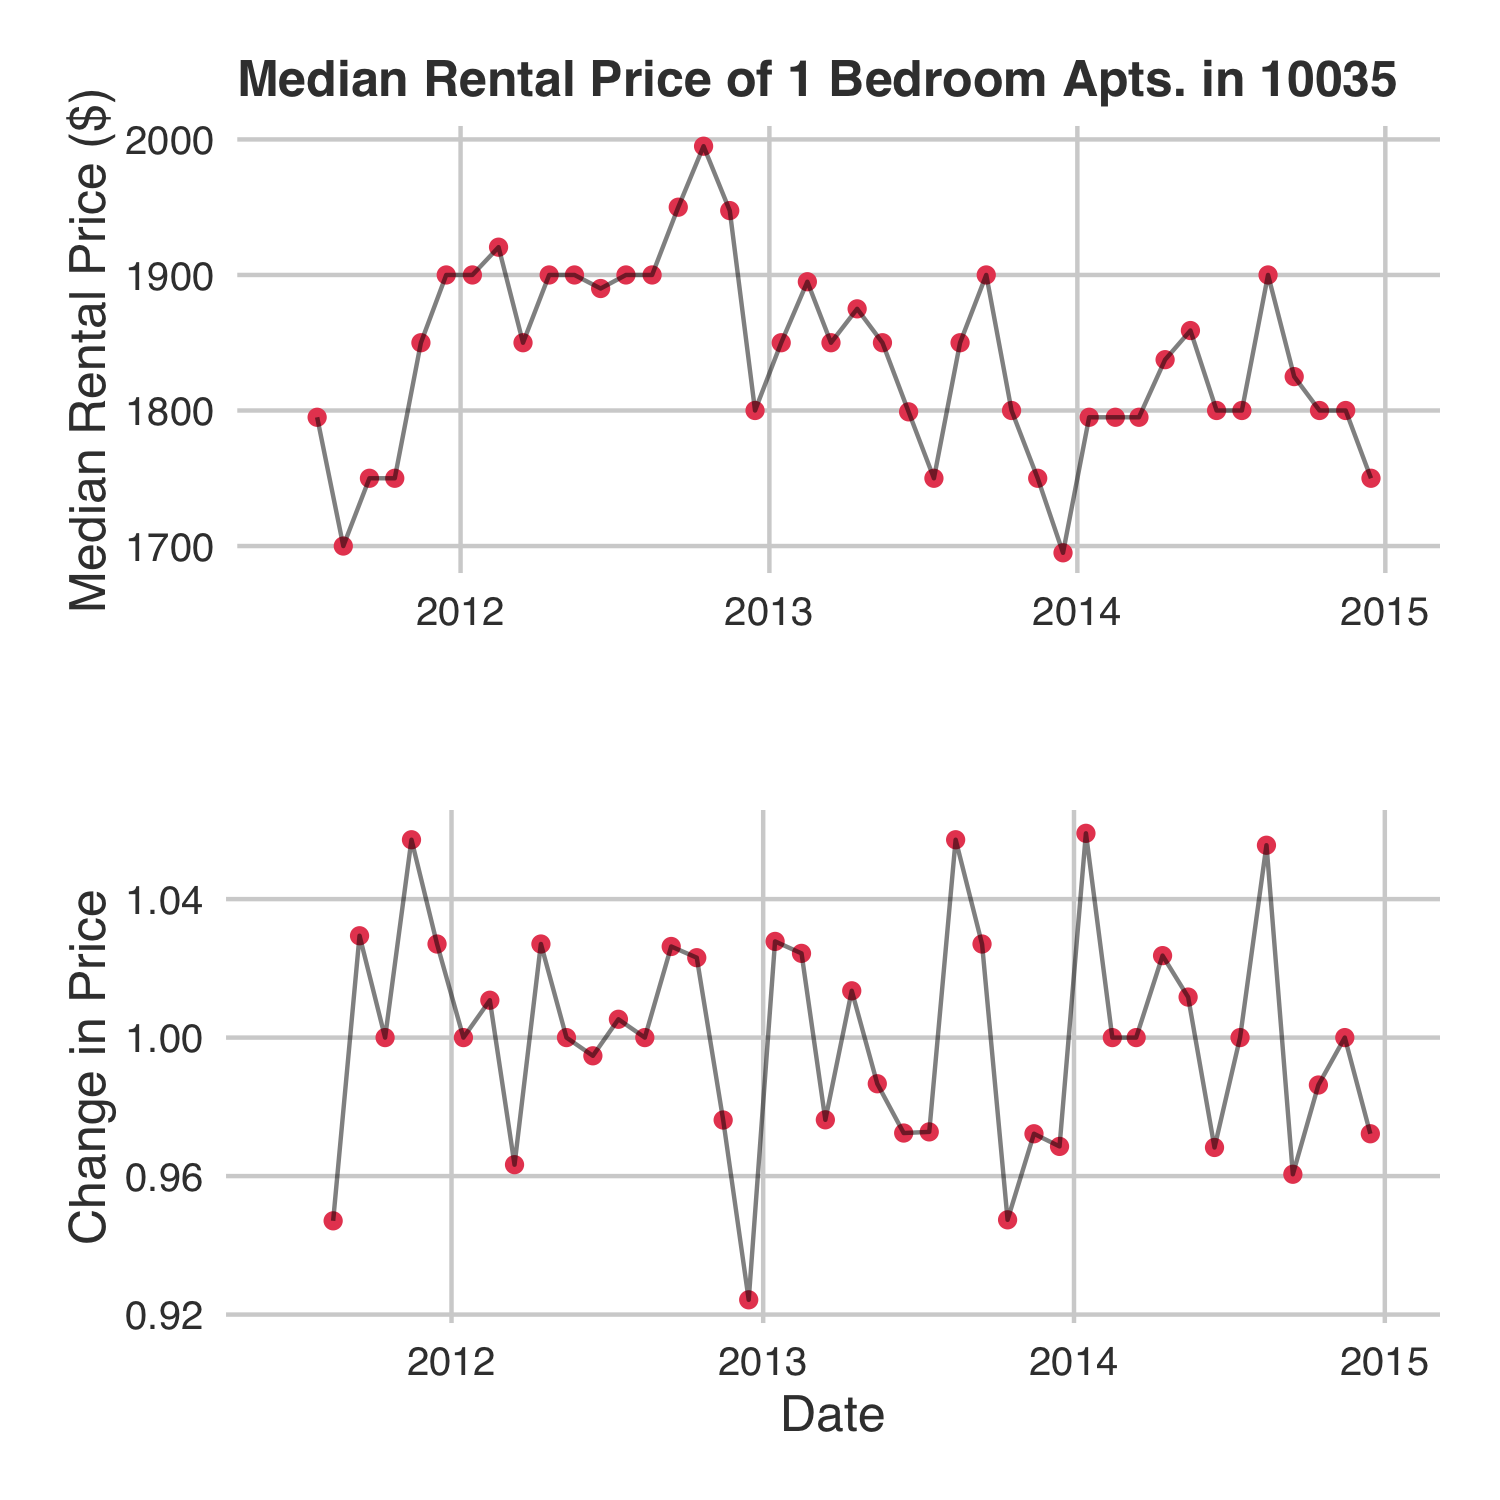 Median Rental Price of 1 Bedroom Apts. in 10035
Median Rental Price ($)
2000
1900
1800
1700
2012 2013 2014 2015
Change in Price
1.04
1.00
0.96
0.92
2012 2013 2014 2015
Date